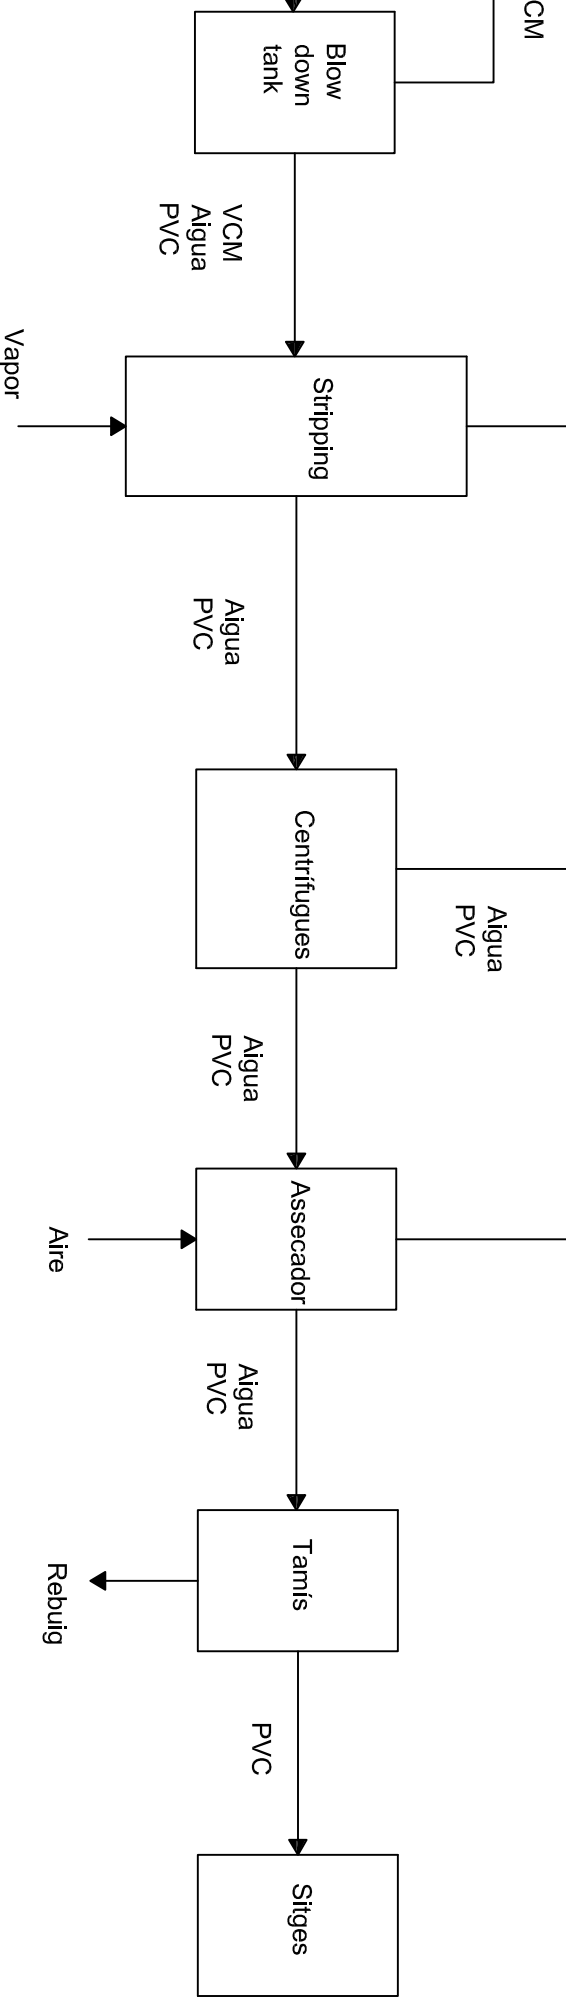 CM
Blow
down
tank
VCM
Aigua
PVC
Vapor
Stripping
Aigua
PVC
Centrífugues
Aigua
PVC
Aigua
PVC
Aire
Assecador
Aigua
PVC
Tamís
Rebuig
PVC
Sitges